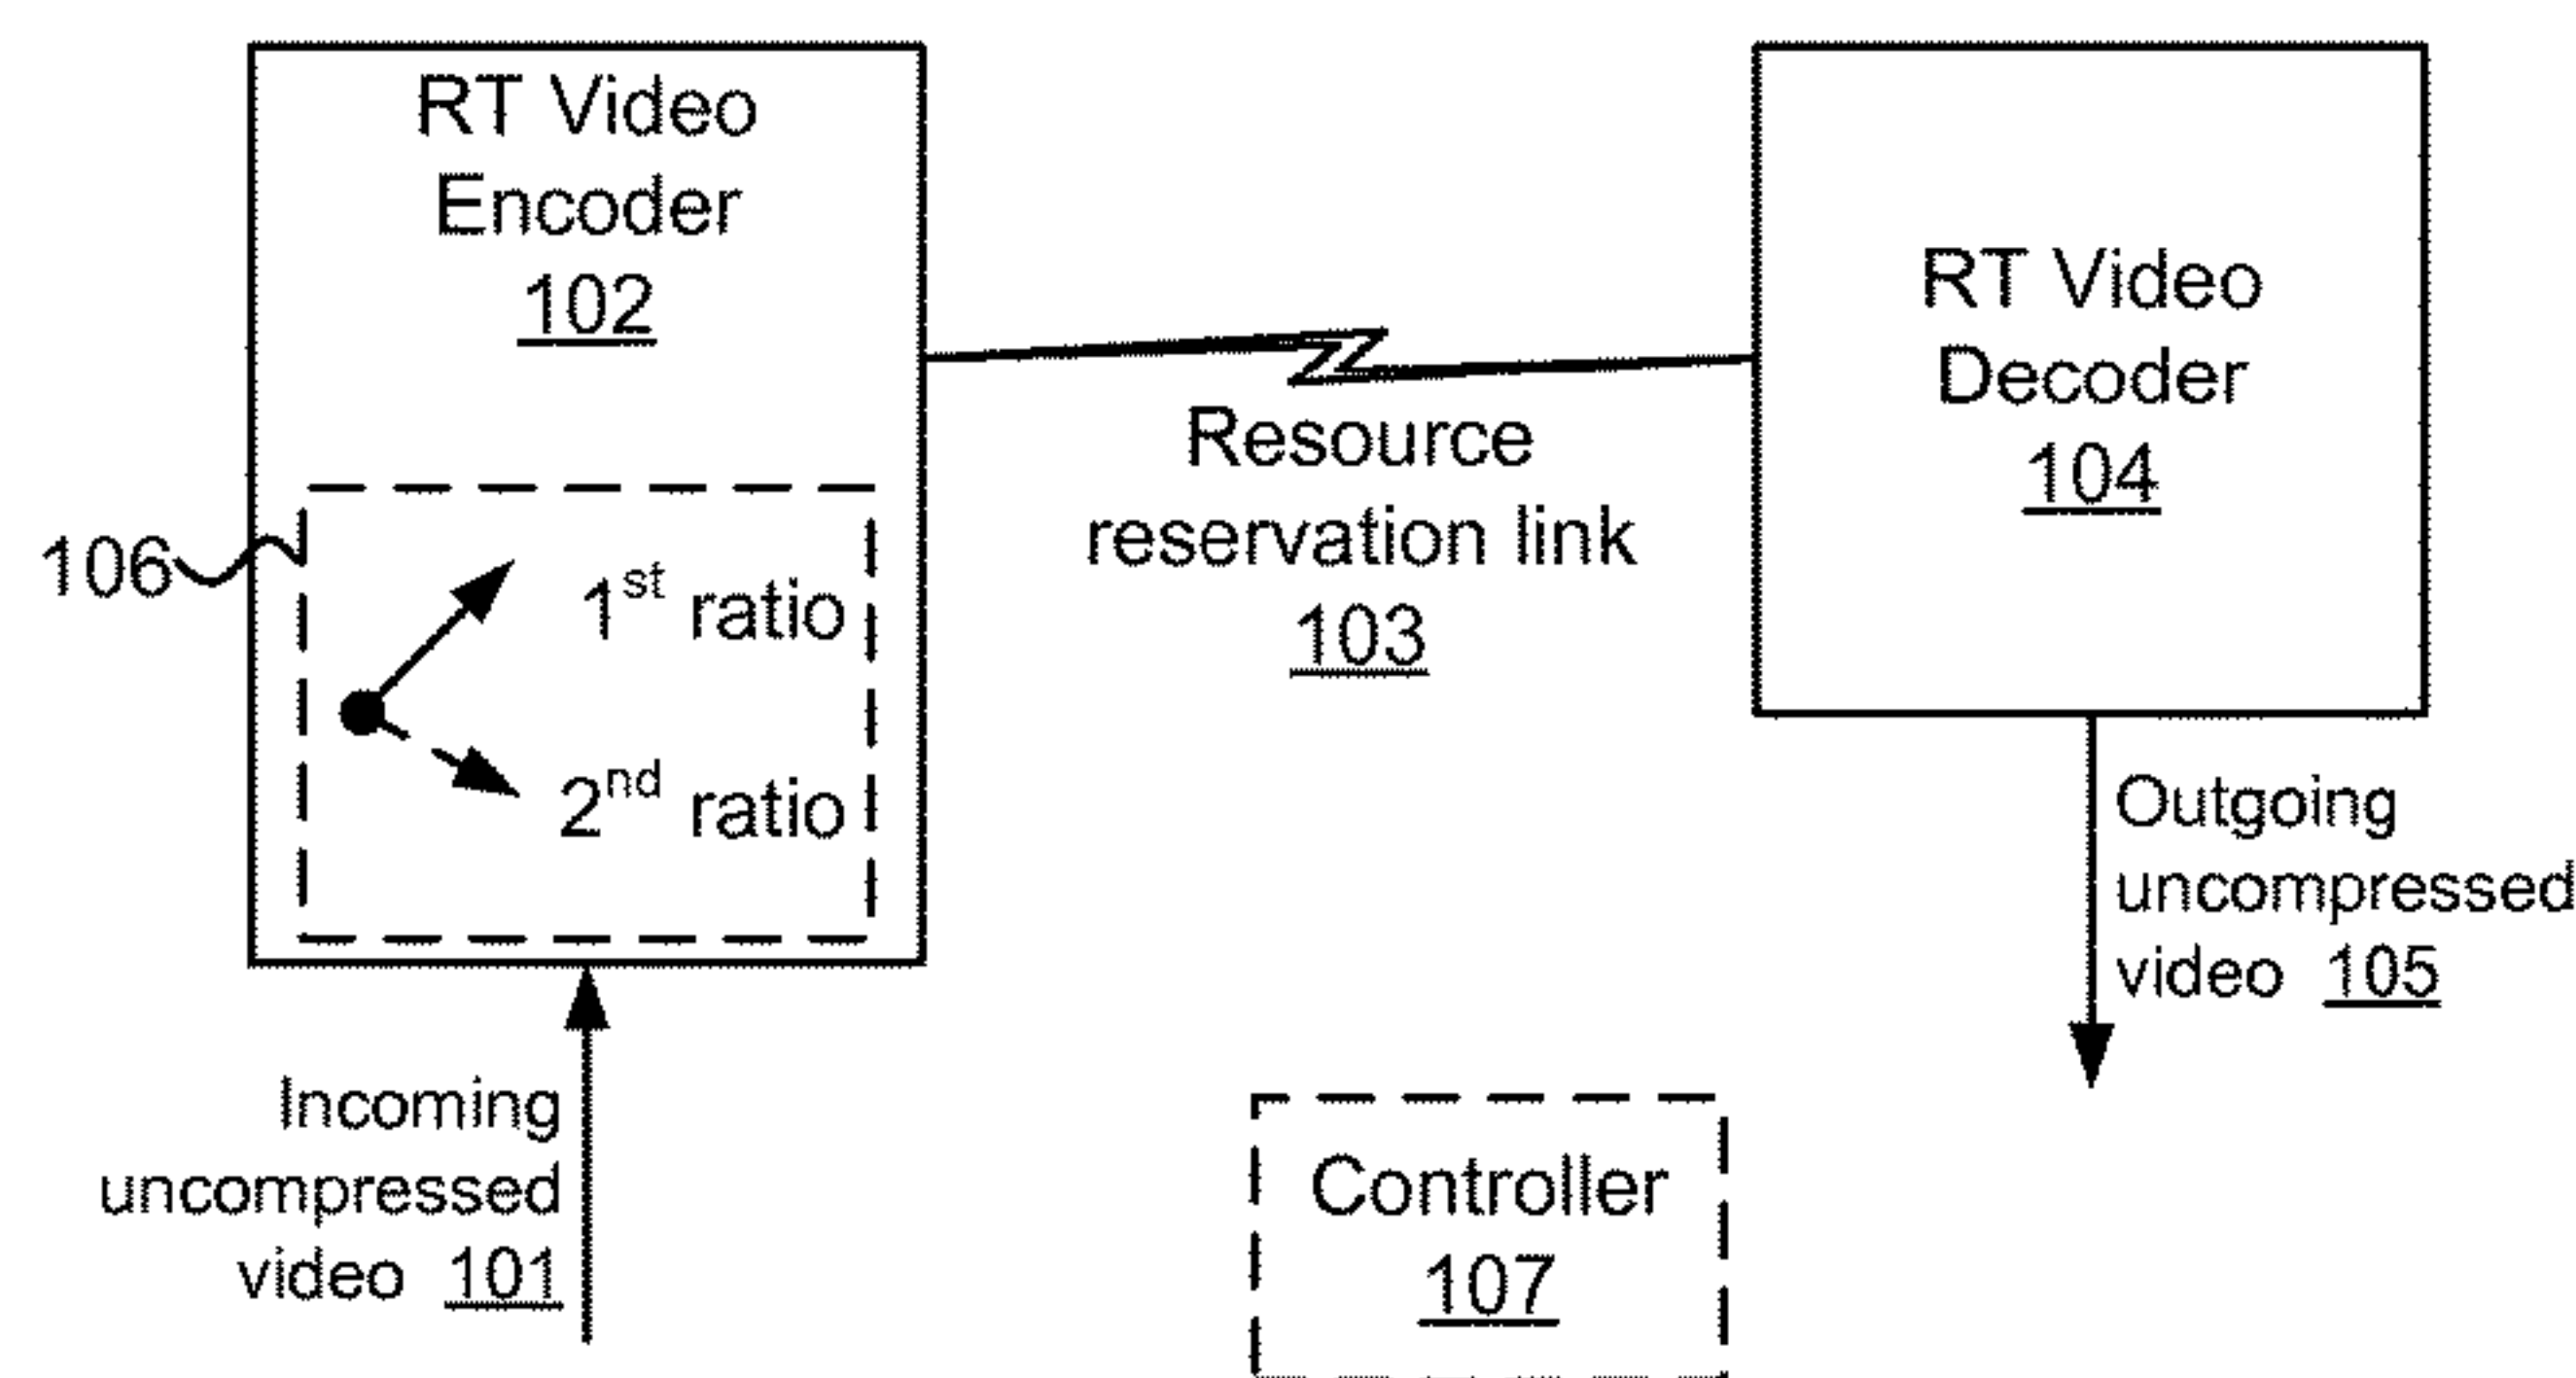 RT Video
Encoder
102
106
1st ratio
2nd ratio
Incoming
uncompressed
video 101
Resource
reservation link
103
RT Video
Decoder
104
Outgoing
uncompressed
video 105
Controller
107